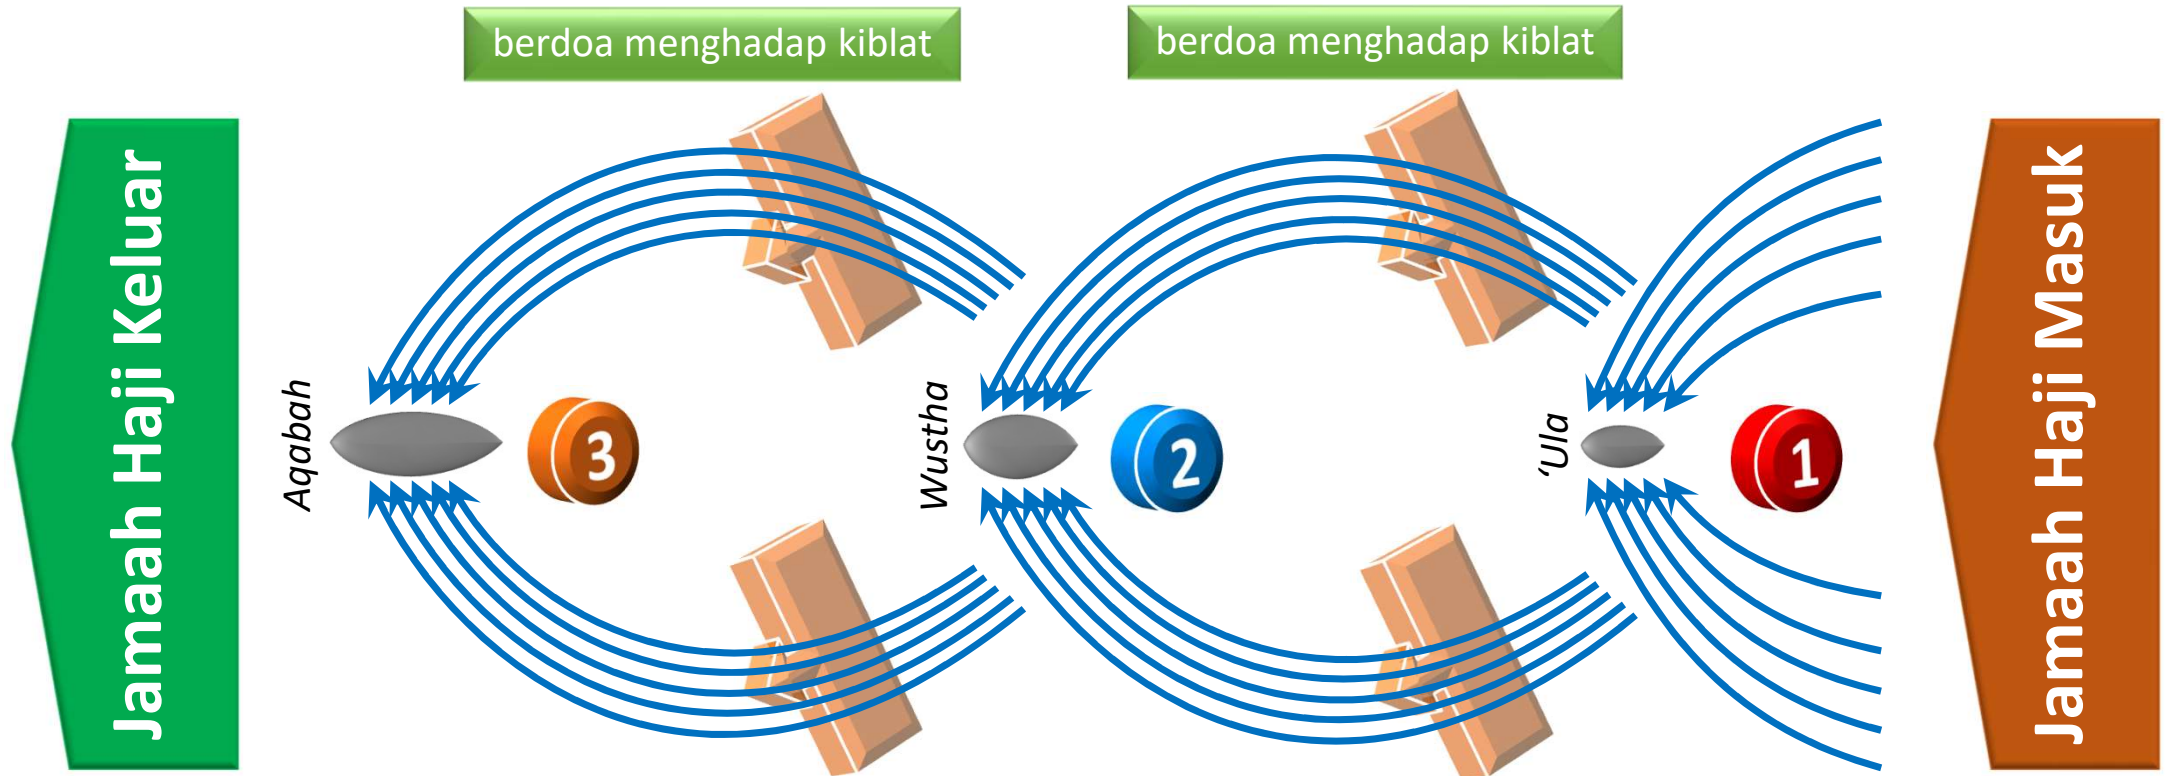 berdoa menghadap kiblat
berdoa menghadap kiblat
Jamaah Haji Keluar
Aqabah
3
Wustha
2
‘Ula
1
Jamaah Haji Masuk